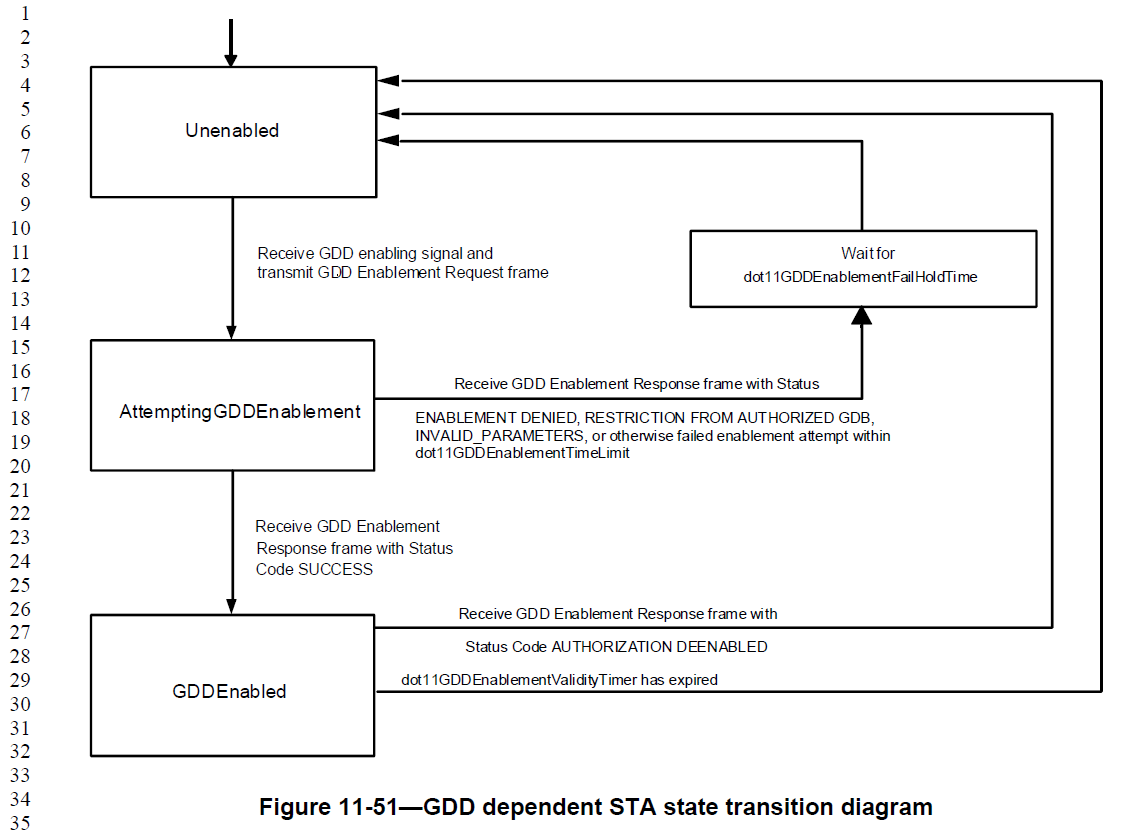 1
2
3
4
5
6
7
8
9
10
11
12
13
14
15
16
17
18
19
20
21
22
23
24
25
26
27
28
29
30
31
32
33
34
35
Unenabled
Receive GDD enabling signal and
transmit GDD Enablement Request frame
Wait for
dot11GDDEnablementFailHoldTime
AttemptingGDDEnablement
Receive GDD Enablement Response frame with Status
ENABLEMENT DENIED, RESTRICTION FROM AUTHORIZED GDB,
INVALID_PARAMETERS, or otherwise failed enablement attempt within
dot11GDDEnablementTimeLimit
Receive GDD Enablement
Response frame with Status
Code SUCCESS
Receive GDD Enablement Response frame with
Status Code AUTHORIZATION DEENABLED
GDDEnabled
dot11GDDEnablementValidityTimer has expired
Figure 11-51—GDD dependent STA state transition diagram